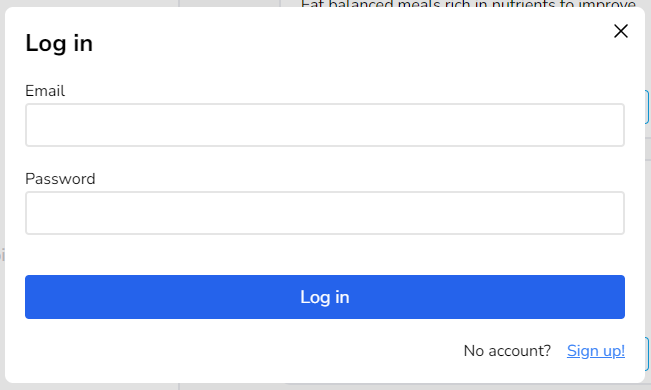 Eat balanced meals rich in nutrients to improve
Log in
Email
Password
Log in
No account? Sign up!